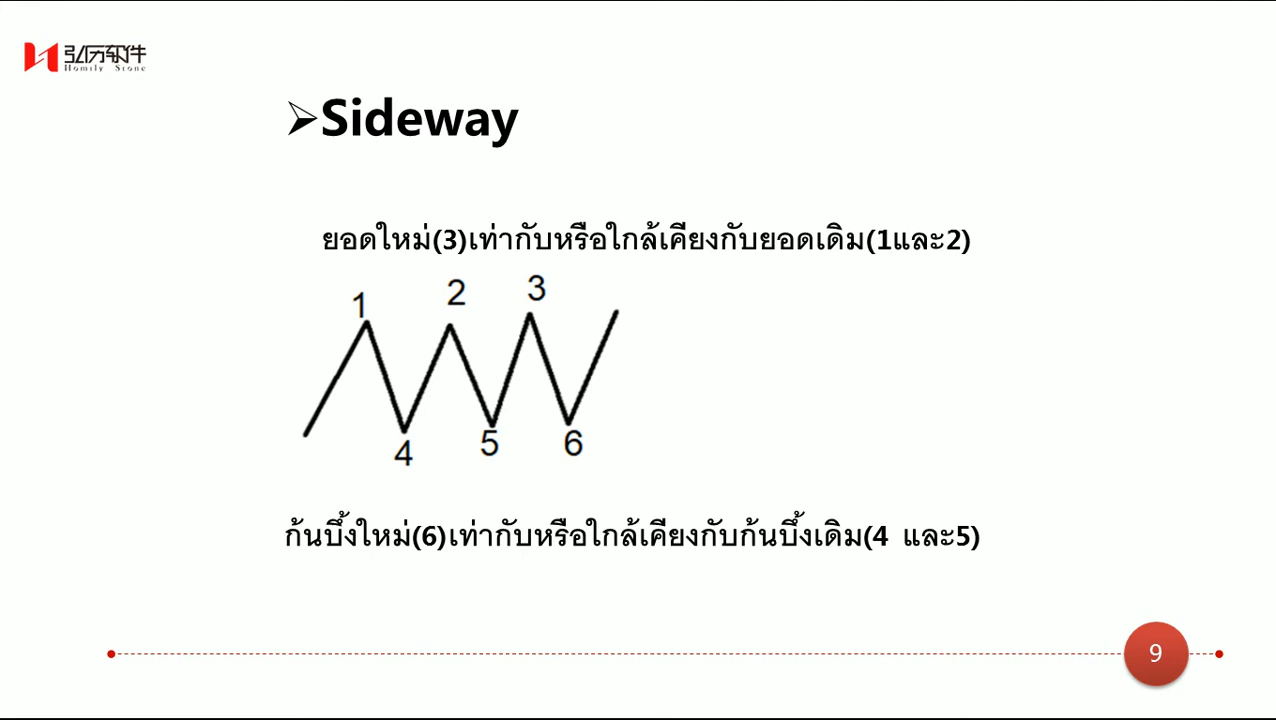 弘历软件
Homily Stone
➢Sideway
ยอดใหม่(3)เท่ากับหรือใกล้เคียงกับยอดเดิม(1และ2)
1 2 3
4 5 6
ก้นบึ้งใหม่(6)เท่ากับหรือใกล้เคียงกับก้นบึ้งเดิม(4 และ5)
9